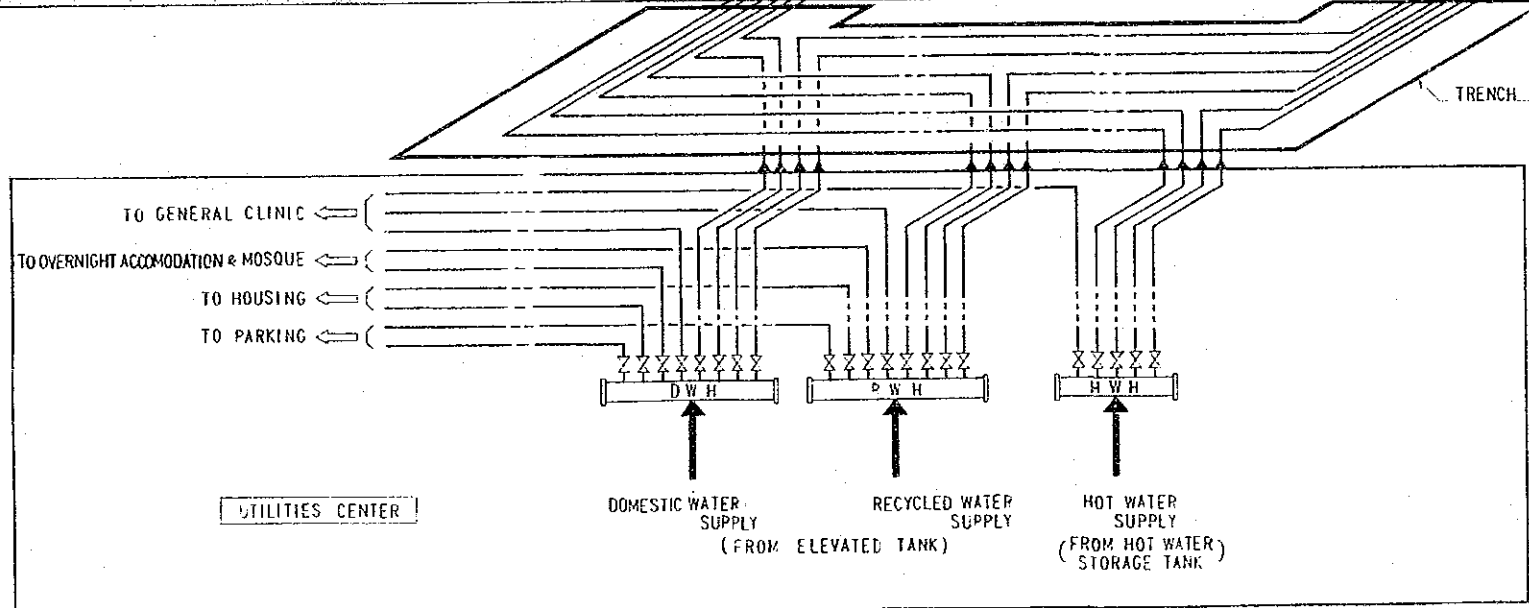 TRENCH
TO GENERAL CLINIC
TO OVERNIGHT ACCOMODATION & MOSQUE
TO HOUSING
TO PARKING
D W H
R W H
H W H
UTILITIES CENTER
DOMESTIC WATER
SUPPLY
RECYCLED WATER
SUPPLY
(FROM ELEVATED TANK)
HOT WATER
SUPPLY
(FROM HOT WATER
STORAGE TANK)